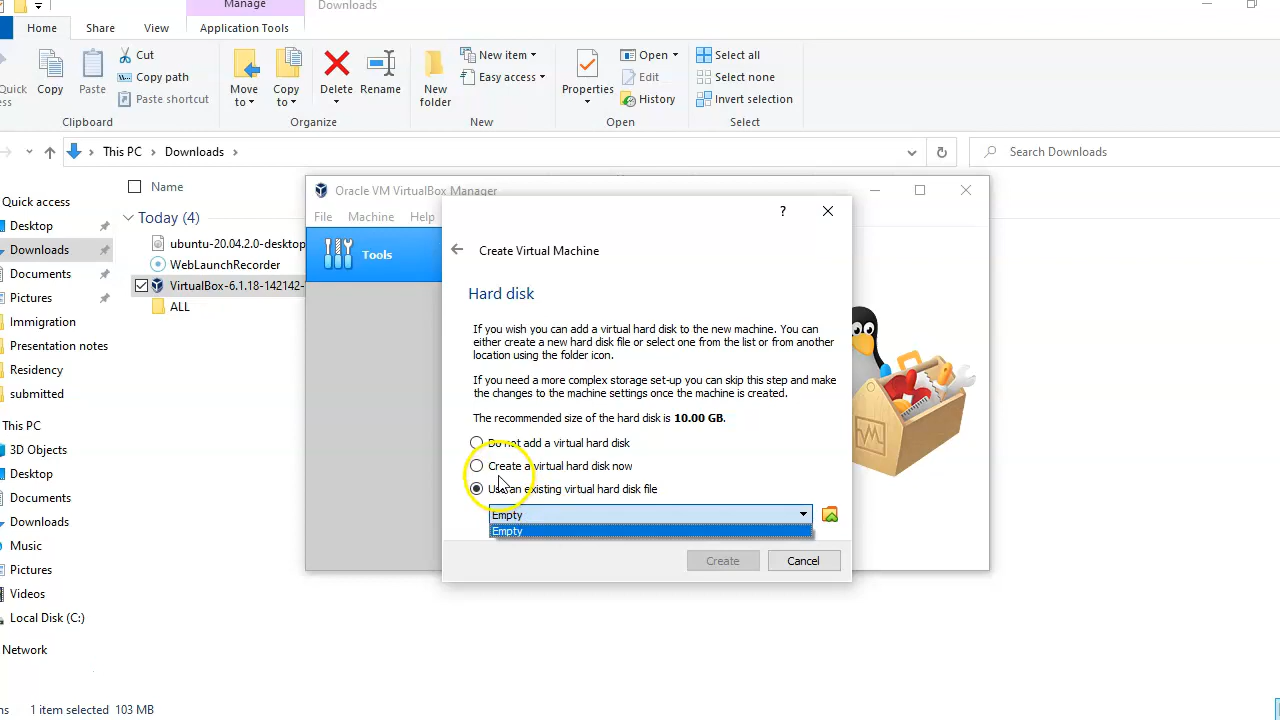 Manage
Downloads
Home
Share
View
Application Tools
Quick
Copy
Paste
Cut
Copy path
Paste shortcut
Move to
Copy to
Delete
Rename
New folder
New item
Easy access
Properties
Open
Edit
History
Select all
Select none
Invert selection
Clipboard
Organize
New
Open
Select
This PC
Downloads
Search Downloads
Name
Quick access
Desktop
Downloads
Documents
Pictures
Immigration
Presentation notes
Residency
submitted
This PC
3D Objects
Desktop
Documents
Downloads
Music
Pictures
Videos
Local Disk (C:)
Network
Today (4)
ubuntu-20.04.2.0-desktop
WebLaunchRecorder
VirtualBox-6.1.18-142142-
ALL
Oracle VM VirtualBox Manager
File
Machine
Help
Tools
?
Create Virtual Machine
Hard disk
If you wish you can add a virtual hard disk to the new machine. You can
either create a new hard disk file or select one from the list or from another
location using the folder icon.
If you need a more complex storage set-up you can skip this step and make
the changes to the machine settings once the machine is created.
The recommended size of the hard disk is 10.00 GB.
Do not add a virtual hard disk
Create a virtual hard disk now
Use an existing virtual hard disk file
Empty
Empty
Create
Cancel
1 item selected 103 MB